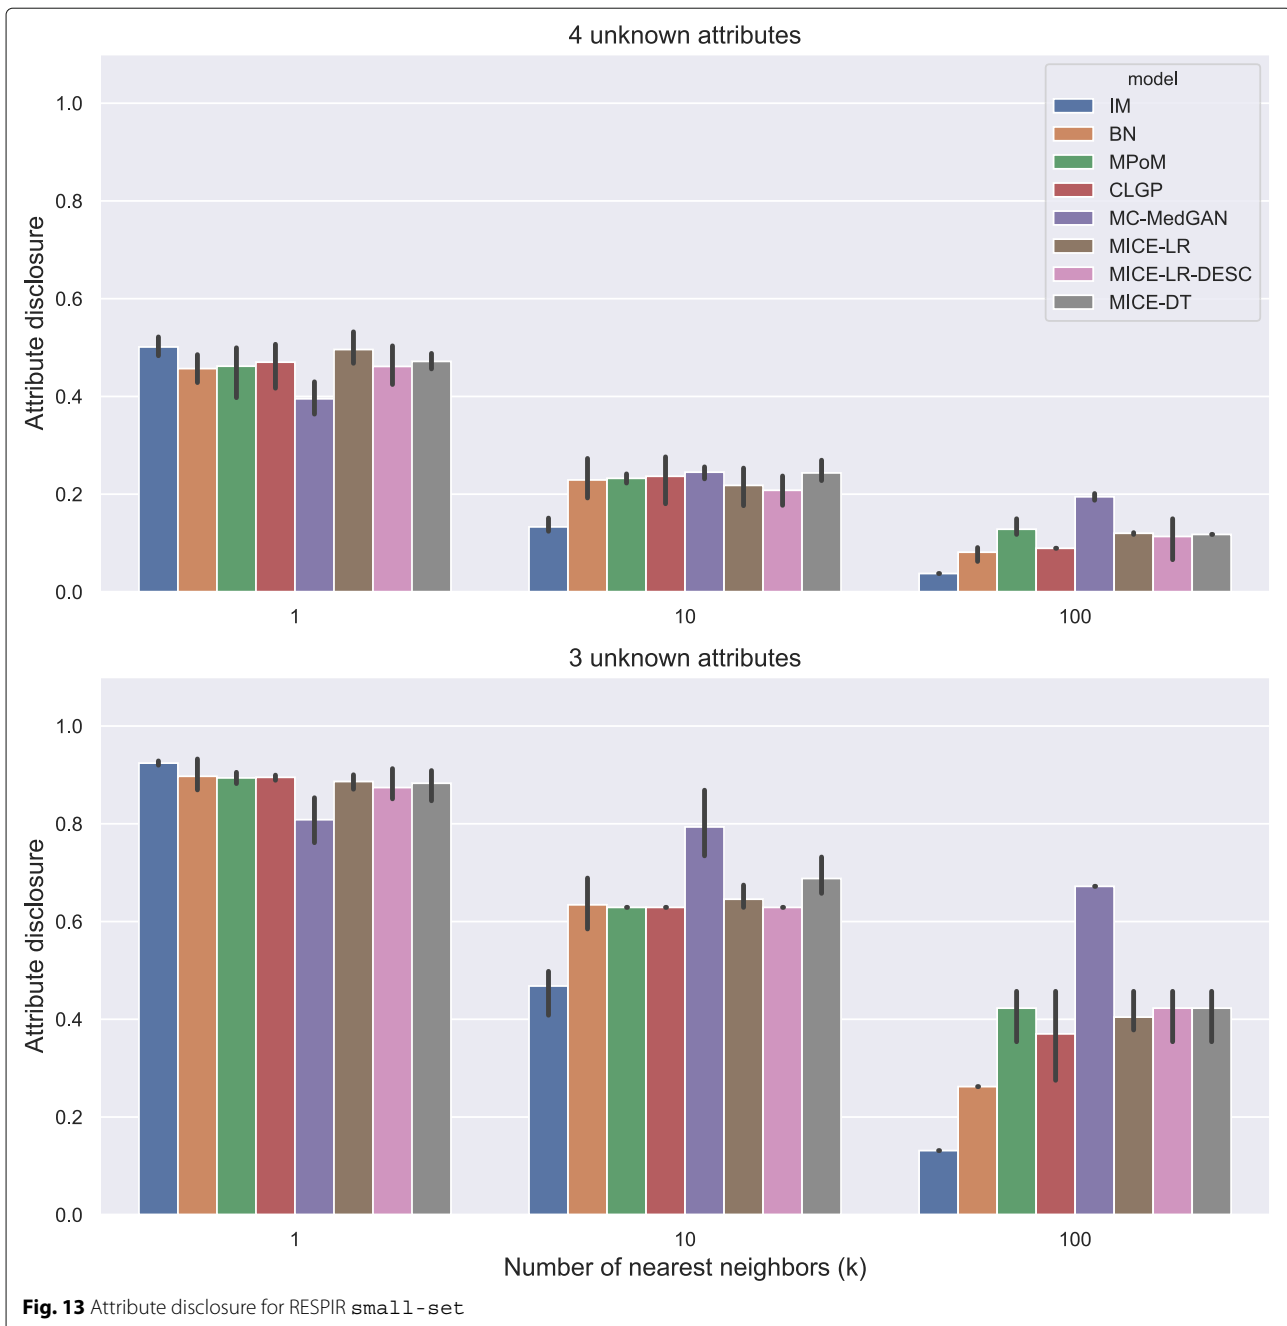 4 unknown attributes
model
IM
BN
MPoM
CLGP
MC-MedGAN
MICE-LR
MICE-LR-DESC
MICE-DT
Attribute disclosure
1.0
0.8
0.6
0.4
0.2
0.0
1 10 100
3 unknown attributes
Attribute disclosure
1.0
0.8
0.6
0.4
0.2
0.0
1 10 100
Number of nearest neighbors (k)
Fig. 13 Attribute disclosure for RESPIR small-set